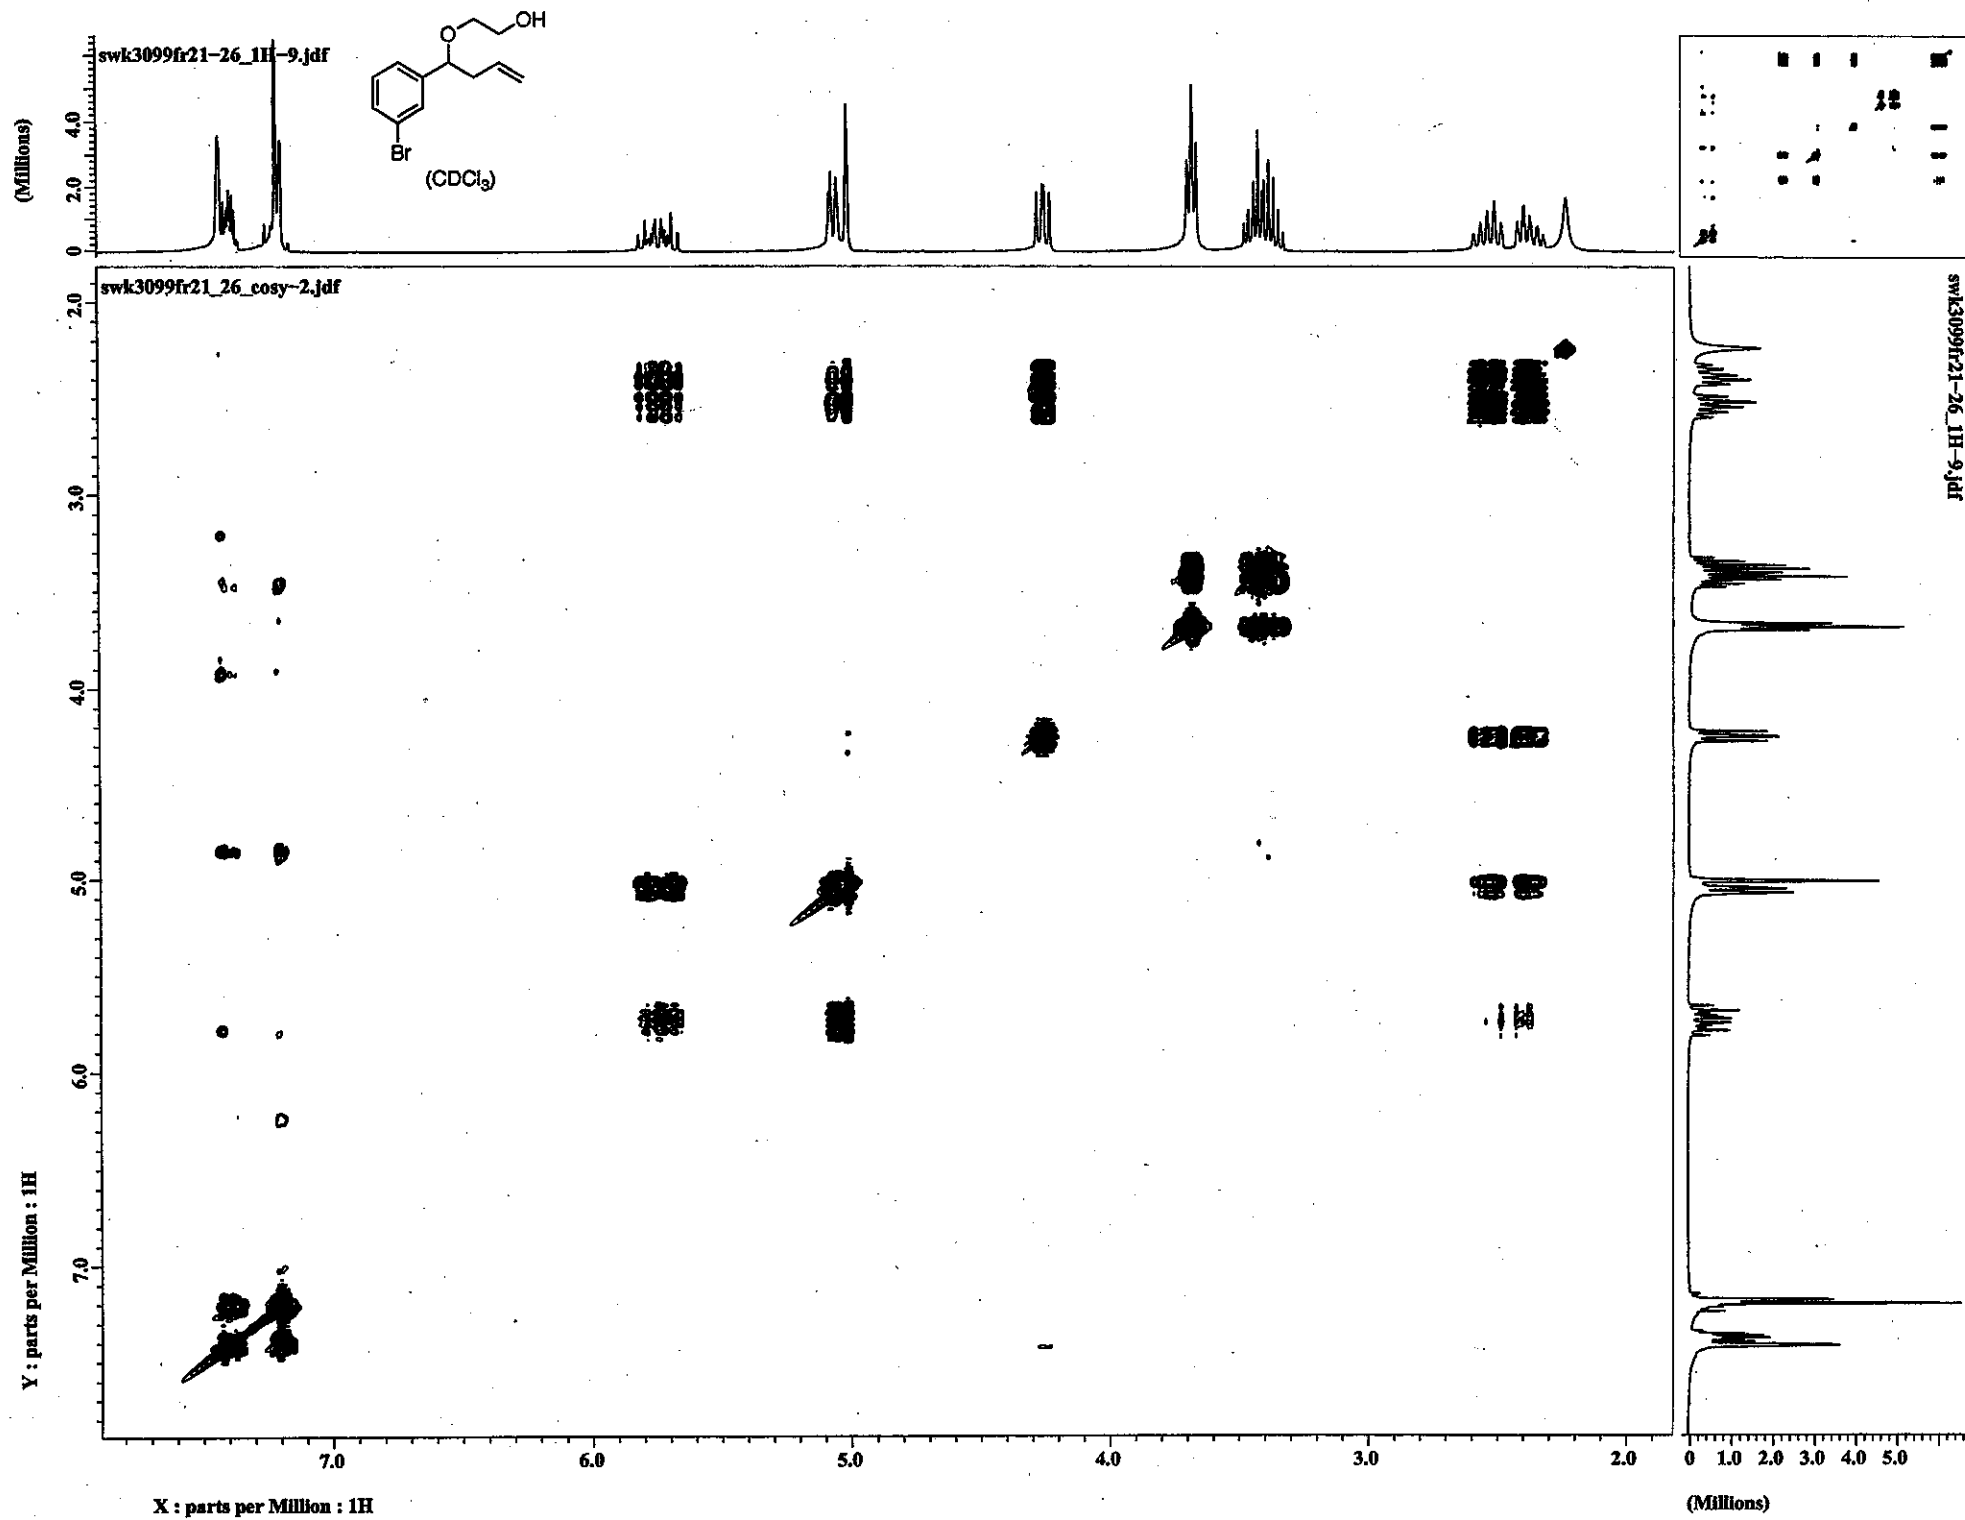 swk3099fr21-26_1H-9.jdf
OH
O
Br
(CDCl3)
(Millions)
4.0
2.0
0
swk3099fr21_26_cosy-2.jdf
swk3099fr21-26_1H-9.jdf
2.0
3.0
4.0
5.0
6.0
7.0
Y : parts per Million : 1H
7.0 6.0 5.0 4.0 3.0 2.0
0 1.0 2.0 3.0 4.0 5.0
X : parts per Million : 1H
(Millions)